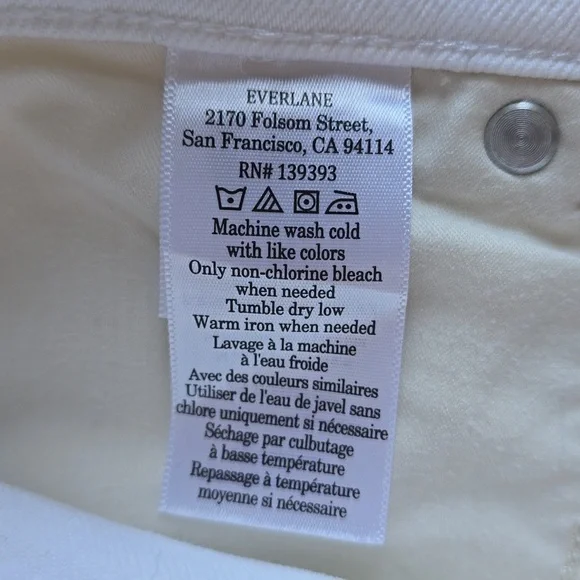 EVERLANE
2170 Folsom Street,
San Francisco, CA 94114
RN# 139393
Machine wash cold
with like colors
Only non-chlorine bleach
when needed
Tumble dry low
Warm iron when needed
Lavage à la machine
à l'eau froide
Avec des couleurs similaires
Utiliser de l'eau de javel sans
chlore uniquement si nécessaire
Séchage par culbutage
à basse température
Repassage à température
moyenne si nécessaire